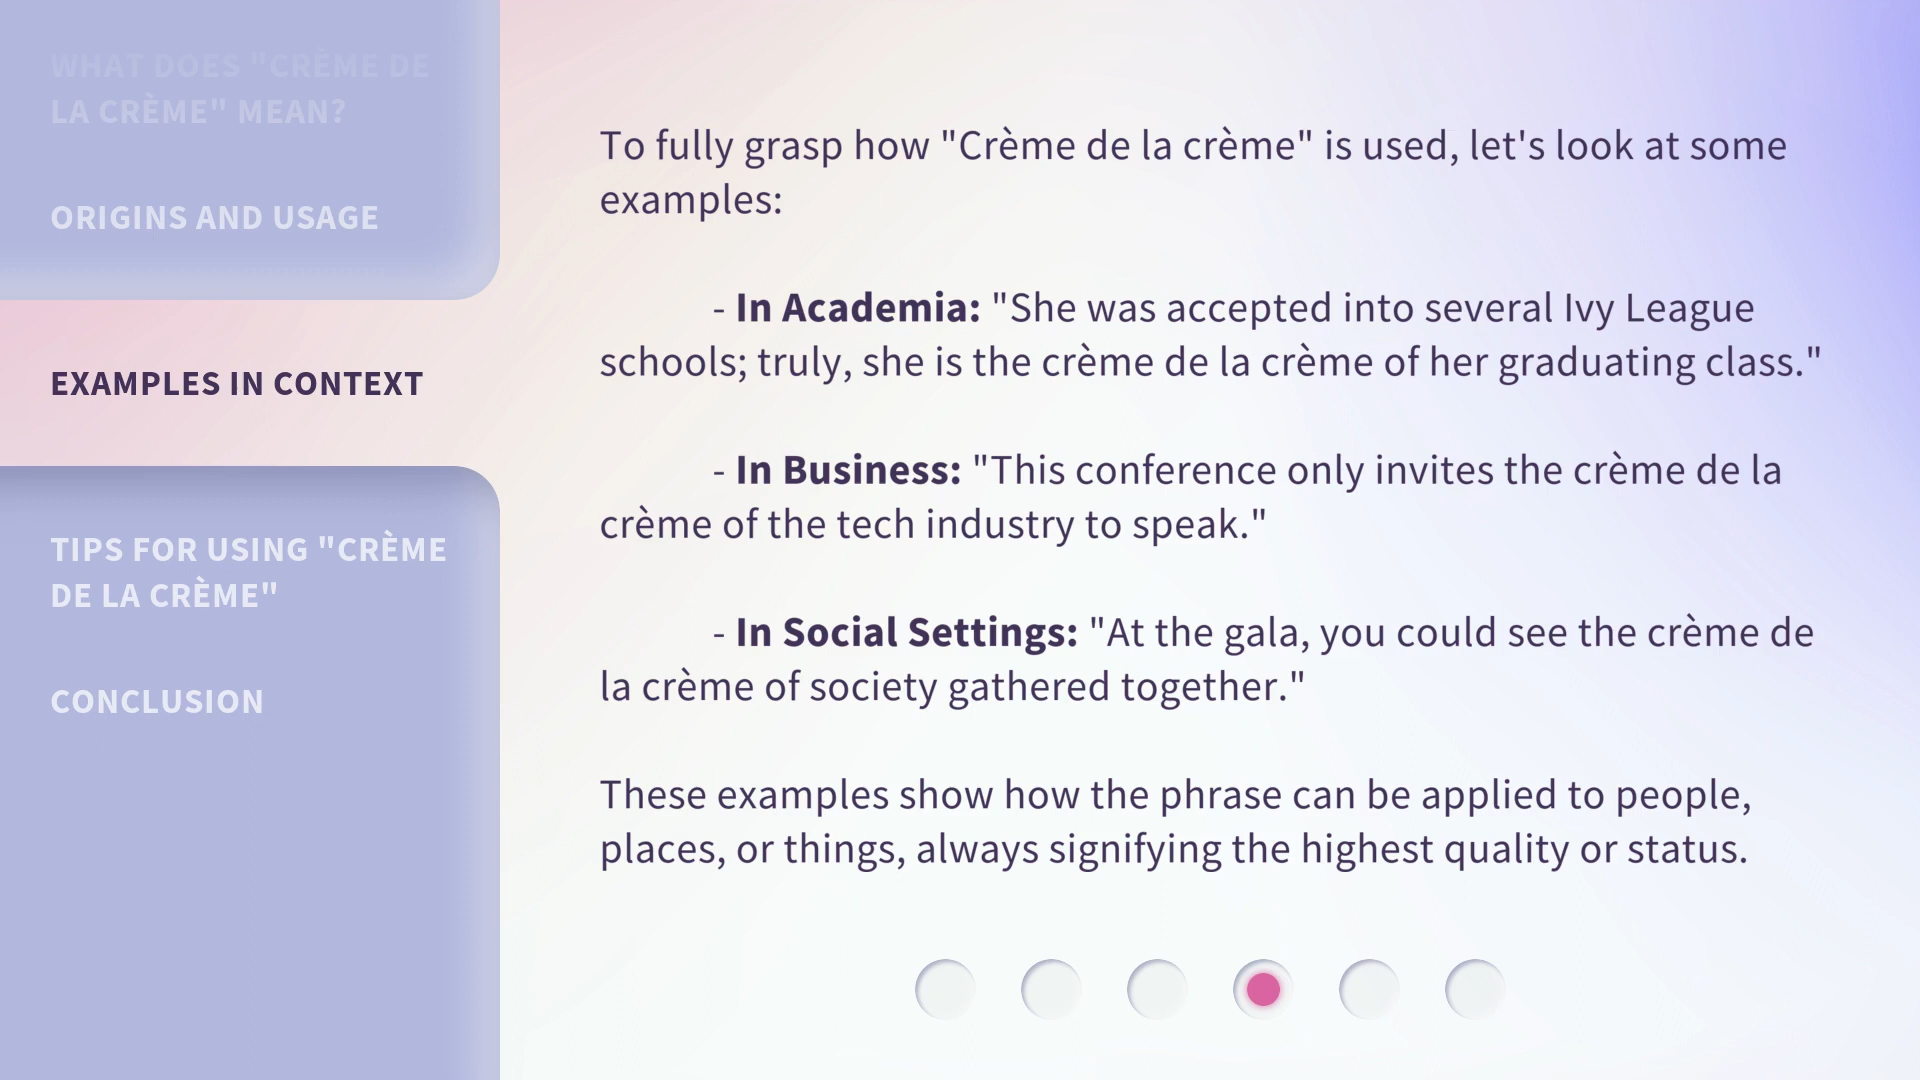 WHAT DOES "CRÈME DE
LA CRÈME" MEAN?
ORIGINS AND USAGE
EXAMPLES IN CONTEXT
TIPS FOR USING "CRÈME
DE LA CRÈME"
CONCLUSION
To fully grasp how "Crème de la crème" is used, let's look at some
examples:
- In Academia: "She was accepted into several Ivy League
schools; truly, she is the crème de la crème of her graduating class."
- In Business: "This conference only invites the crème de la
crème of the tech industry to speak."
- In Social Settings: "At the gala, you could see the crème de
la crème of society gathered together."
These examples show how the phrase can be applied to people,
places, or things, always signifying the highest quality or status.